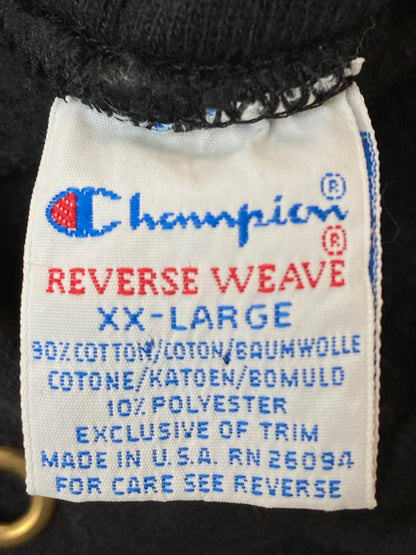 Champion ®
REVERSE WEAVE ®
XX-LARGE
90% COTTON/COTON/BAUMWOLLE
COTONE/KATOEN/BOMULD
10% POLYESTER
EXCLUSIVE OF TRIM
MADE IN U.S.A. RN 26094
FOR CARE SEE REVERSE